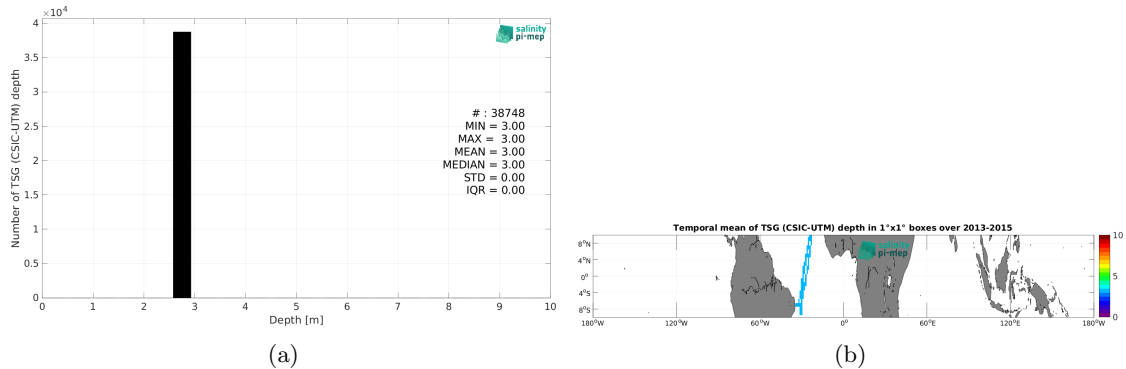 ×10⁴
4
3.5
3
2.5
2
1.5
1
0.5
0
0 1 2 3 4 5 6 7 8 9 10
Number of TSG (CSIC-UTM) depth
Depth [m]
salinity
pi-mep
# : 38748
MIN = 3.00
MAX = 3.00
MEAN = 3.00
MEDIAN = 3.00
STD = 0.00
IQR = 0.00
(a)
Temporal mean of TSG (CSIC-UTM) depth in 1°x1° boxes over 2013-2015
salinity
pi-mep
8°N
4°N
0°
4°S
8°S
180°W 120°W 60°W 0° 60°E 120°E 180°W
10
5
0
(b)